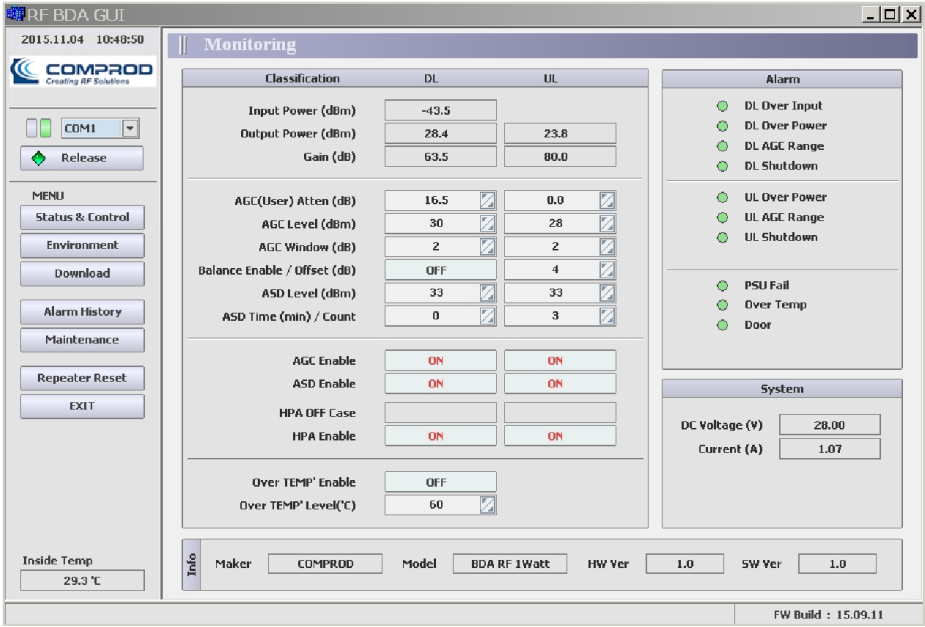 RF BDA GUI
2015.11.04 10:48:50
COMPROD
Creating RF Solutions
COM1
Release
MENU
Status & Control
Environment
Download
Alarm History
Maintenance
Repeater Reset
EXIT
Inside Temp
29.3 °C
Monitoring
Classification DL UL
Input Power (dBm) -43.5
Output Power (dBm) 28.4 23.8
Gain (dB) 63.5 80.0
AGC(User) Atten (dB) 16.5 0.0
AGC Level (dBm) 30 28
AGC Window (dB) 2 2
Balance Enable / Offset (dB) OFF 4
ASD Level (dBm) 33 33
ASD Time (min) / Count 0 3
AGC Enable ON ON
ASD Enable ON ON
HPA OFF Case
HPA Enable ON ON
Over TEMP' Enable OFF
Over TEMP' Level(°C) 60
Alarm
DL Over Input
DL Over Power
DL AGC Range
DL Shutdown
UL Over Power
UL AGC Range
UL Shutdown
PSU Fail
Over Temp
Door
System
DC Voltage (V) 28.00
Current (A) 1.07
Info
Maker COMPROD Model BDA RF 1Watt HW Ver 1.0 SW Ver 1.0
FW Build : 15.09.11